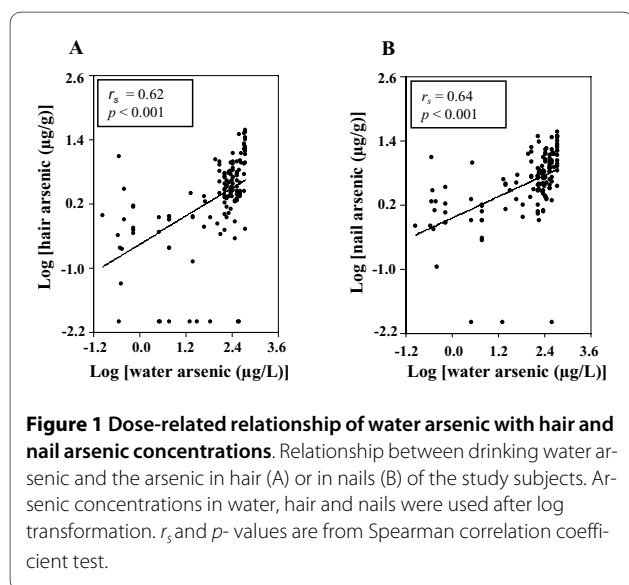 A
B
2.6
1.4
0.2
-1.0
-2.2
Log [hair arsenic (µg/g)]
r_s = 0.62
p < 0.001
-1.2 0.0 1.2 2.4 3.6
Log [water arsenic (µg/L)]
2.6
1.4
0.2
-1.0
-2.2
Log [nail arsenic (µg/g)]
r_s = 0.64
p < 0.001
-1.2 0.0 1.2 2.4 3.6
Log [water arsenic (µg/L)]
Figure 1 Dose-related relationship of water arsenic with hair and
nail arsenic concentrations. Relationship between drinking water ar-
senic and the arsenic in hair (A) or in nails (B) of the study subjects. Ar-
senic concentrations in water, hair and nails were used after log
transformation. r_s and p- values are from Spearman correlation coeffi-
cient test.